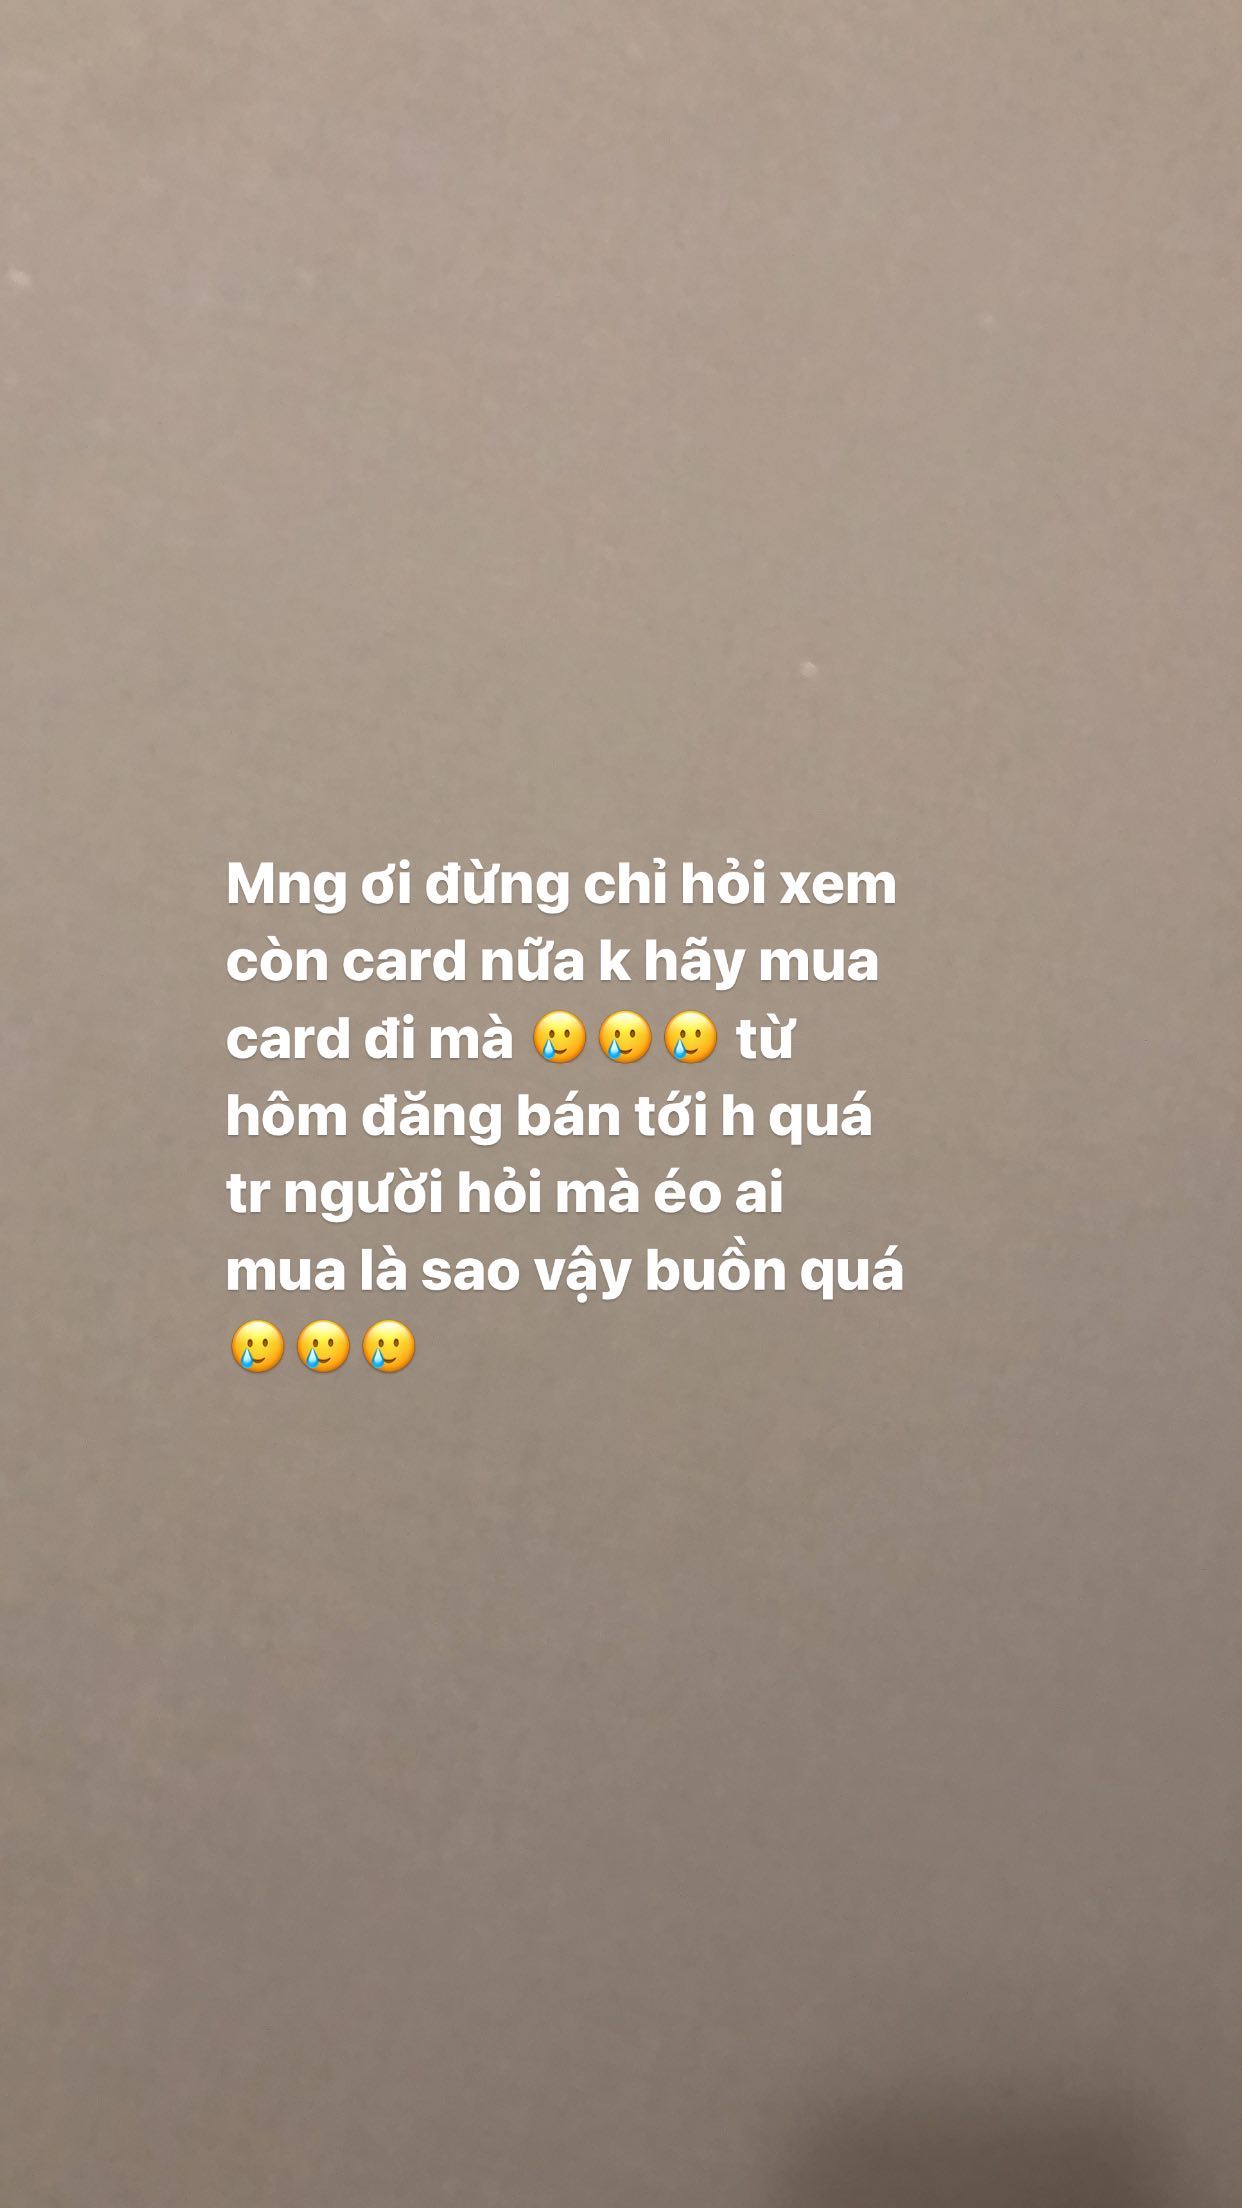 Mng ơi đừng chỉ hỏi xem
còn card nữa k hãy mua
card đi mà 🥲🥲🥲 từ
hôm đăng bán tới h quá
tr người hỏi mà éo ai
mua là sao vậy buồn quá
🥲🥲🥲